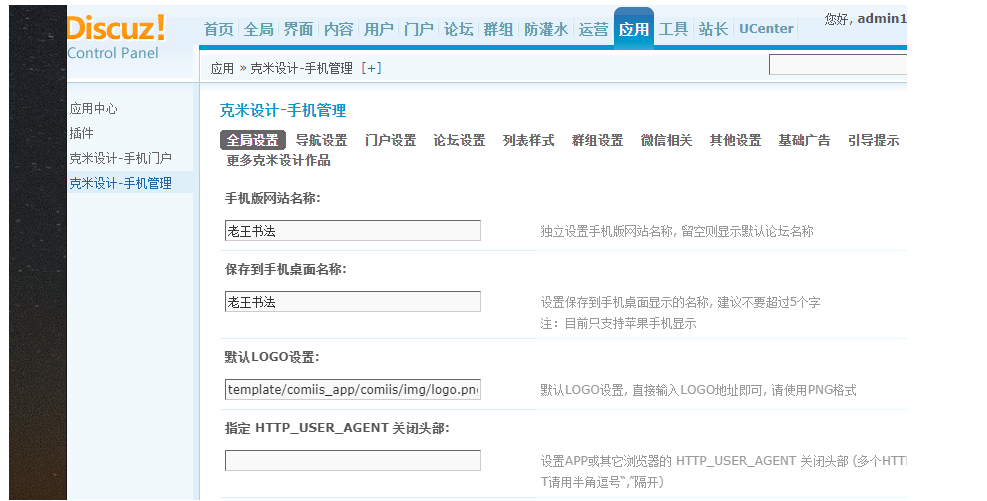 Discuz!
Control Panel
首页 全局 界面 内容 用户 门户 论坛 群组 防灌水 运营 应用 工具 站长 UCenter
您好, admin1
应用 » 克米设计-手机管理 [+]
应用中心
插件
克米设计-手机门户
克米设计-手机管理
克米设计-手机管理
全局设置 导航设置 门户设置 论坛设置 列表样式 群组设置 微信相关 其他设置 基础广告 引导提示
更多克米设计作品
手机版网站名称:
老王书法
独立设置手机版网站名称, 留空则显示默认论坛名称
保存到手机桌面名称:
老王书法
设置保存到手机桌面显示的名称, 建议不要超过5个字
注: 目前只支持苹果手机显示
默认LOGO设置:
template/comiis_app/comiis/img/logo.pn
默认LOGO设置, 直接输入LOGO地址即可, 请使用PNG格式
指定 HTTP_USER_AGENT 关闭头部:
设置APP或其它浏览器的 HTTP_USER_AGENT 关闭头部 (多个HTT
T请用半角逗号“,”隔开)